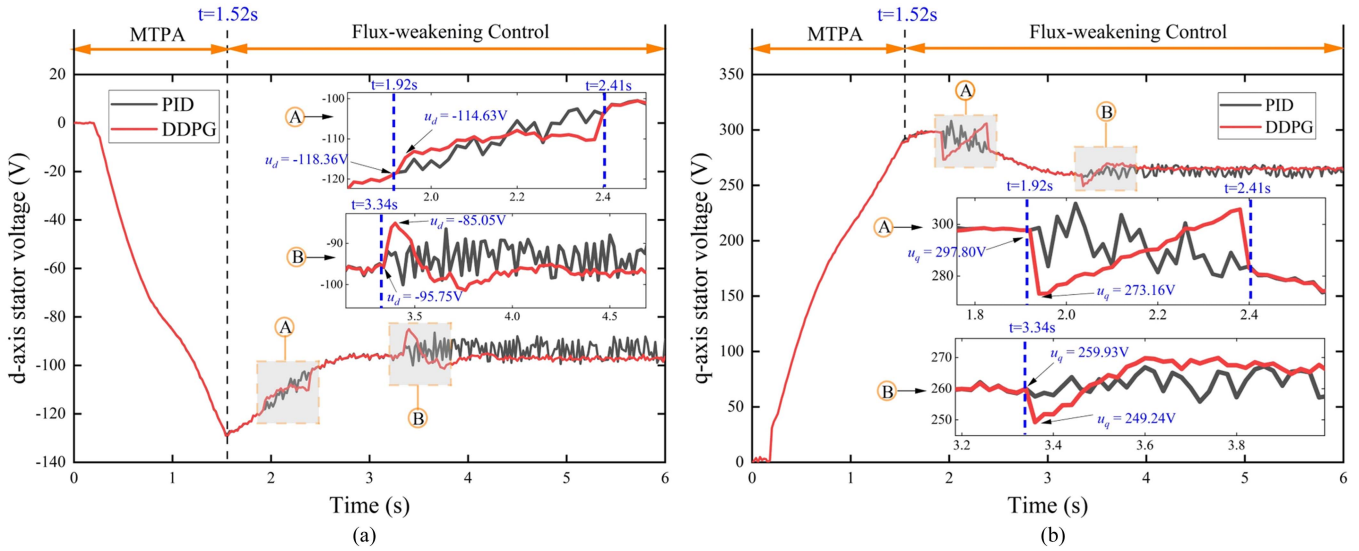 t=1.52s
MTPA
Flux-weakening Control
20
0
-20
-40
-60
-80
-100
-120
-140
d-axis stator voltage (V)
PID
DDPG
A
t=1.92s
t=2.41s
-100
-110
-120
u_d = -114.63V
u_d = -118.36V
2.0
2.2
2.4
t=3.34s
B
-90
-100
u_d = -85.05V
u_d = -95.75V
3.5
4.0
4.5
A
B
0
1
2
3
4
5
6
Time (s)
(a)
t=1.52s
MTPA
Flux-weakening Control
350
300
250
200
150
100
50
0
q-axis stator voltage (V)
PID
DDPG
A
B
t=1.92s
t=2.41s
A
300
280
u_q = 297.80V
u_q = 273.16V
1.8
2.0
2.2
2.4
t=3.34s
B
270
260
250
u_q = 259.93V
u_q = 249.24V
3.2
3.4
3.6
3.8
0
1
2
3
4
5
6
Time (s)
(b)